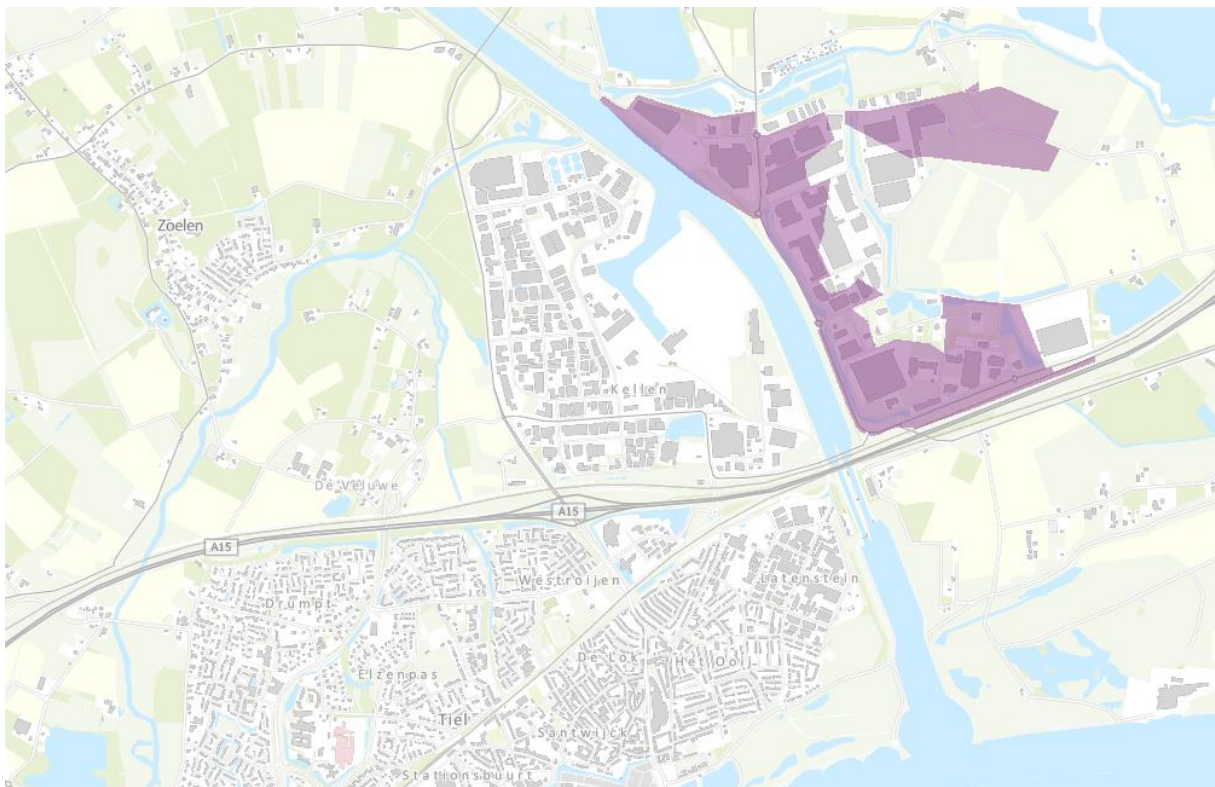 Zoelen
Kellen
De Veluwe
A15
A15
Westroijen
Latenstein
Drumpt
De Lok
Het Ooij
Elzenpas
Tiel
Santwijck
Stationsbuurt